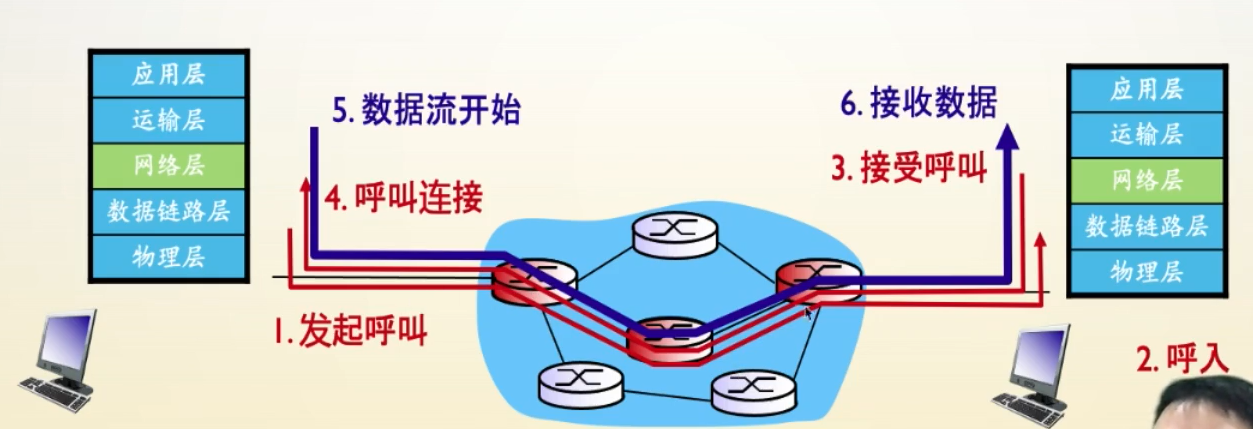 应用层
运输层
网络层
数据链路层
物理层
5. 数据流开始
4. 呼叫连接
1. 发起呼叫
6. 接收数据
3. 接受呼叫
2. 呼入
应用层
运输层
网络层
数据链路层
物理层